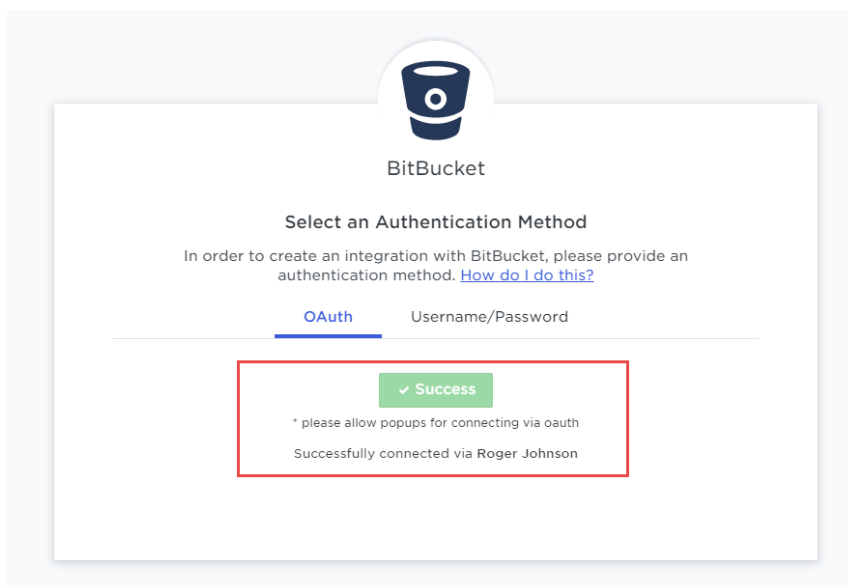 BitBucket
Select an Authentication Method
In order to create an integration with BitBucket, please provide an
authentication method. How do I do this?
OAuth Username/Password
✓ Success
* please allow popups for connecting via oauth
Successfully connected via Roger Johnson